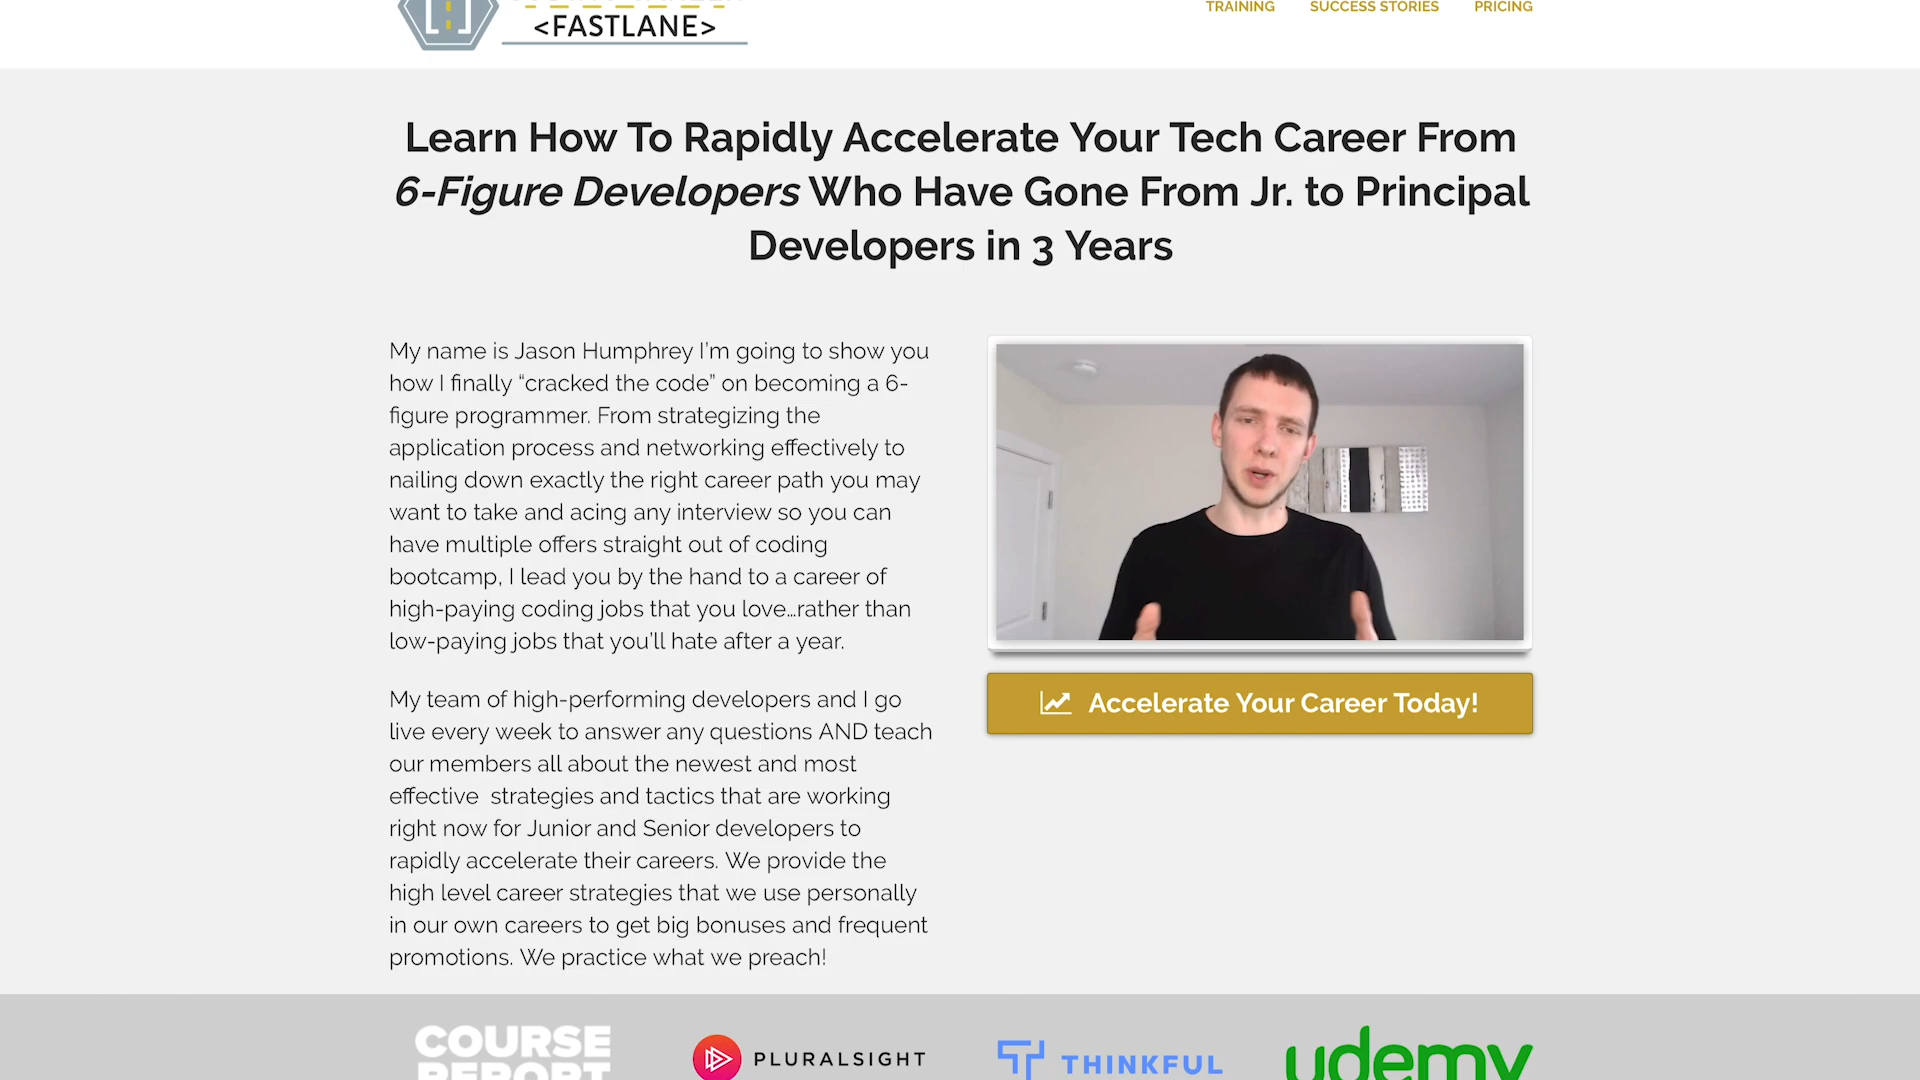 <FASTLANE>
TRAINING SUCCESS STORIES PRICING
Learn How To Rapidly Accelerate Your Tech Career From
6-Figure Developers Who Have Gone From Jr. to Principal
Developers in 3 Years
My name is Jason Humphrey I'm going to show you
how I finally “cracked the code” on becoming a 6-
figure programmer. From strategizing the
application process and networking effectively to
nailing down exactly the right career path you may
want to take and acing any interview so you can
have multiple offers straight out of coding
bootcamp, I lead you by the hand to a career of
high-paying coding jobs that you love…rather than
low-paying jobs that you'll hate after a year.
My team of high-performing developers and I go
live every week to answer any questions AND teach
our members all about the newest and most
effective  strategies and tactics that are working
right now for Junior and Senior developers to
rapidly accelerate their careers. We provide the
high level career strategies that we use personally
in our own careers to get big bonuses and frequent
promotions. We practice what we preach!
Accelerate Your Career Today!
COURSE
REPORT
PLURALSIGHT
THINKFUL
udemy